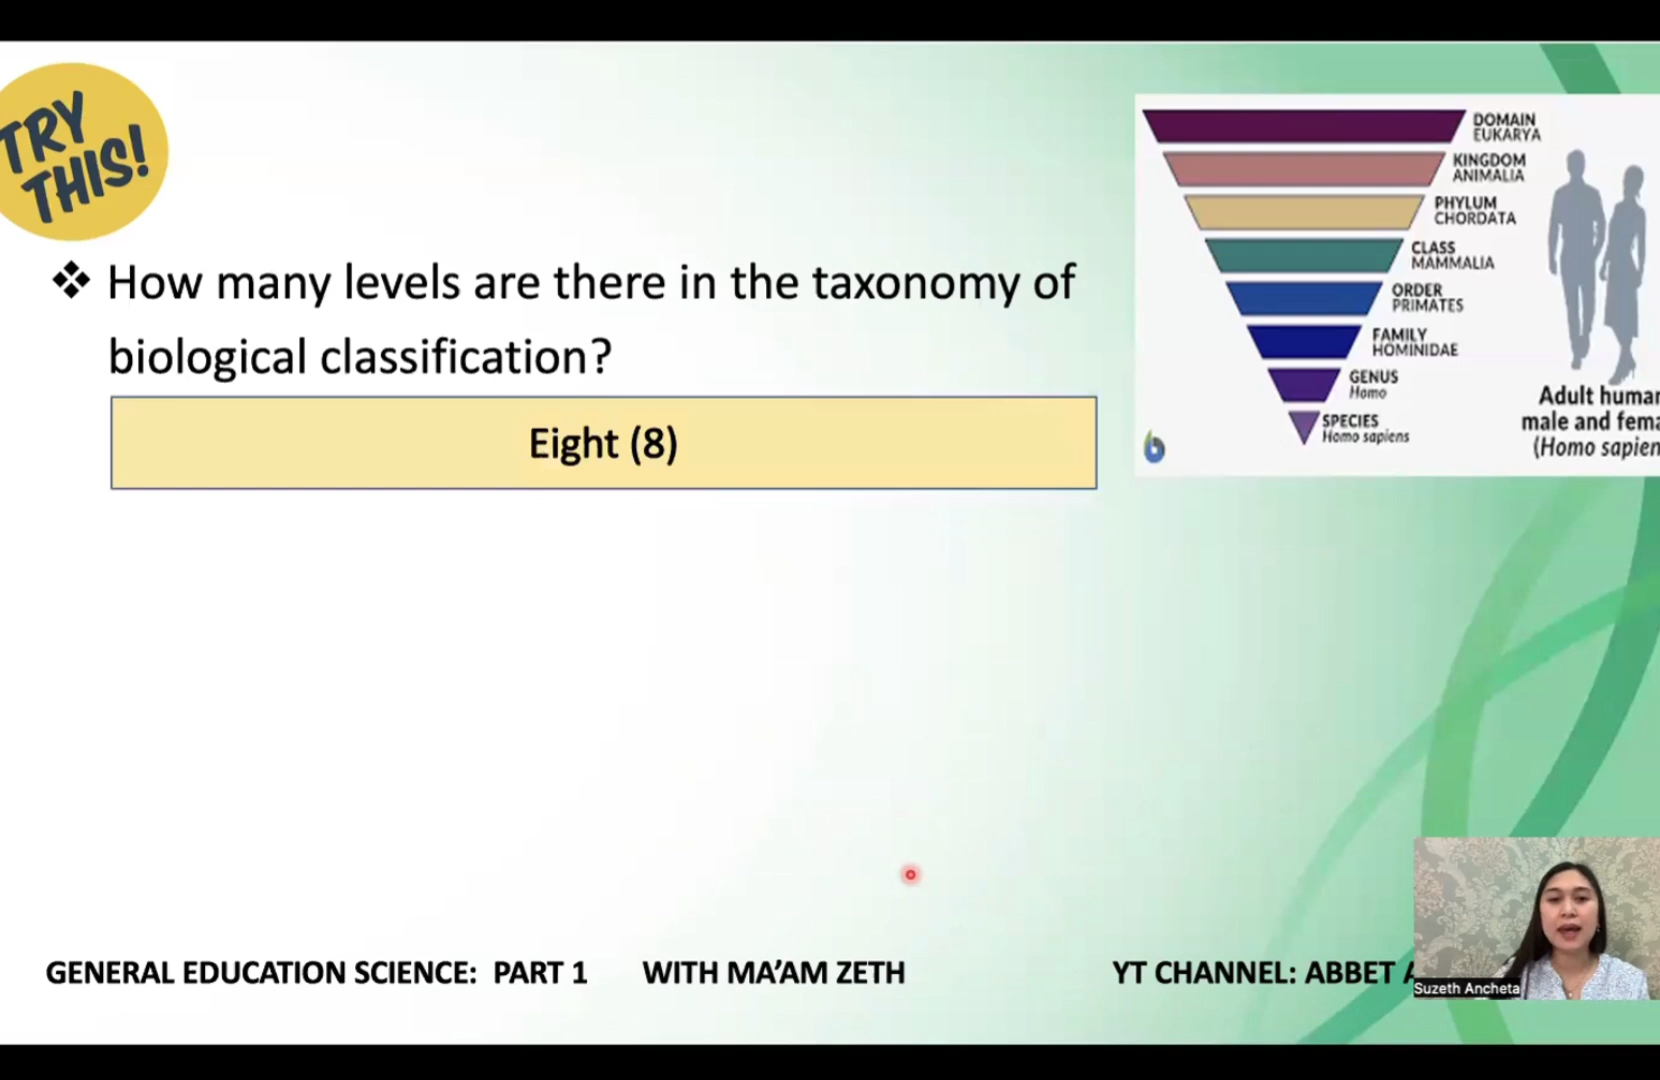 TRY
THIS!
❖ How many levels are there in the taxonomy of
biological classification?
Eight (8)
DOMAIN
EUKARYA
KINGDOM
ANIMALIA
PHYLUM
CHORDATA
CLASS
MAMMALIA
ORDER
PRIMATES
FAMILY
HOMINIDAE
GENUS
Homo
SPECIES
Homo sapiens
Adult human
male and fema
(Homo sapien
GENERAL EDUCATION SCIENCE: PART 1 WITH MA’AM ZETH YT CHANNEL: ABBET A
Suzeth Ancheta